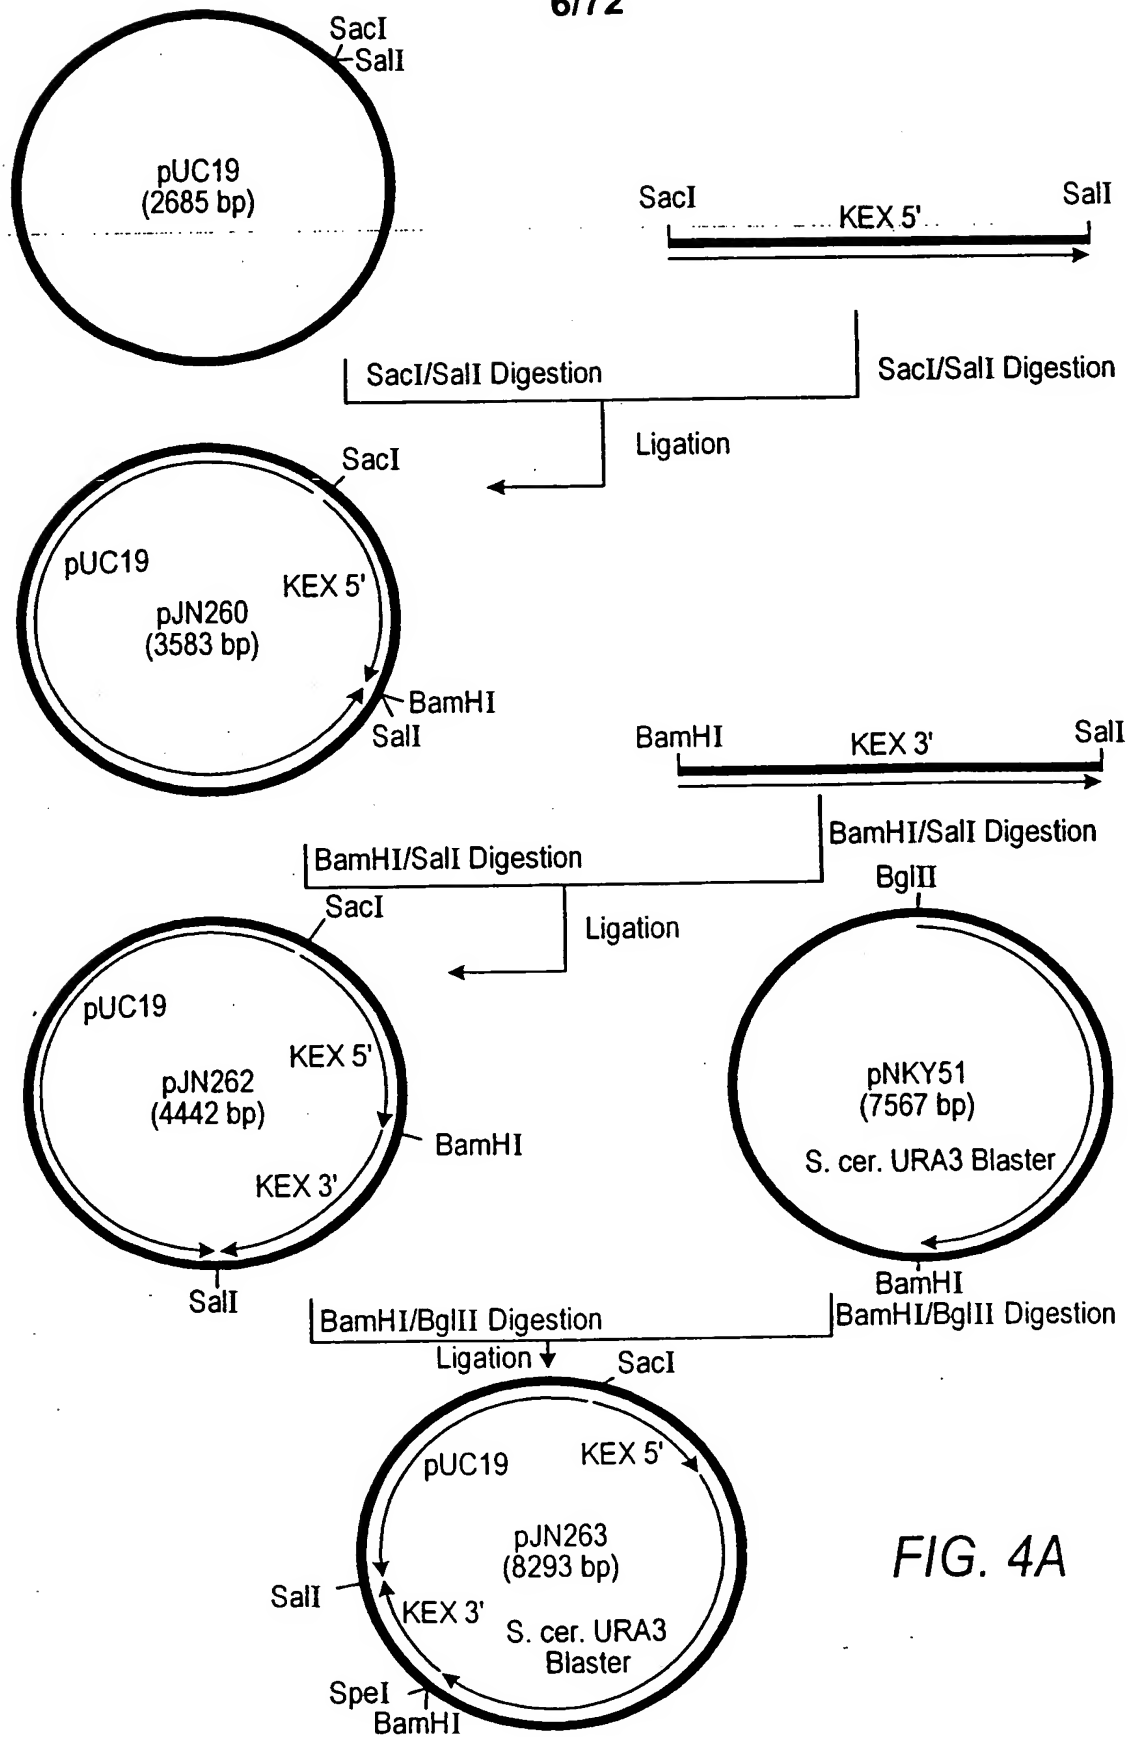 6/72
SacI
SalI
pUC19
(2685 bp)
SacI
KEX 5'
SalI
SacI/SalI Digestion
SacI/SalI Digestion
Ligation
SacI
pUC19
KEX 5'
pJN260
(3583 bp)
BamHI
SalI
BamHI
KEX 3'
SalI
BamHI/SalI Digestion
BamHI/SalI Digestion
BglII
SacI
Ligation
pUC19
KEX 5'
pJN262
(4442 bp)
BamHI
KEX 3'
SalI
pNKY51
(7567 bp)
S. cer. URA3 Blaster
BamHI
BamHI/BglII Digestion
BamHI/BglII Digestion
Ligation
SacI
pUC19
KEX 5'
pJN263
(8293 bp)
SalI
KEX 3'
S. cer. URA3
Blaster
SpeI
BamHI
FIG. 4A